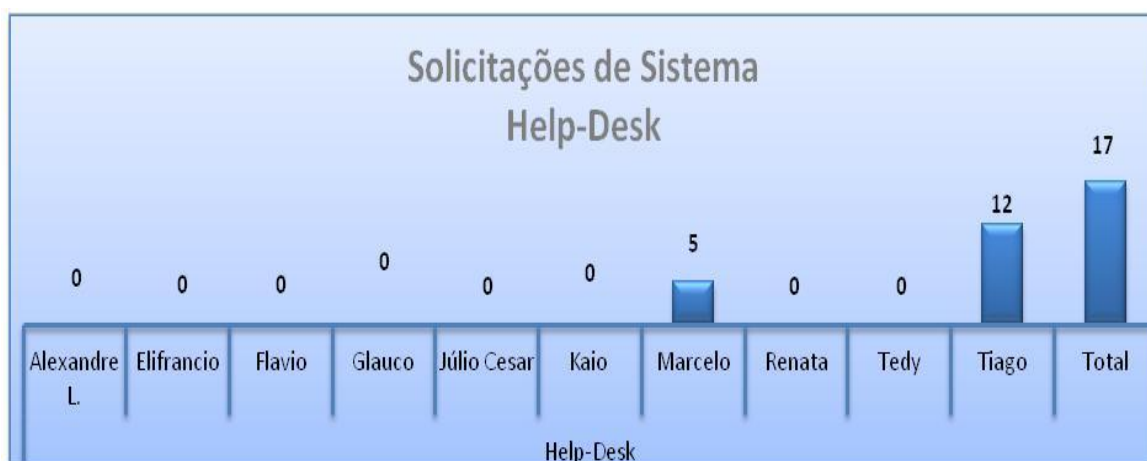 Solicitações de Sistema
Help-Desk
0 0 0 0 0 0 5 0 0 12 17
Alexandre L. Elifrancio Flavio Glauco Júlio Cesar Kaio Marcelo Renata Tedy Tiago Total
Help-Desk